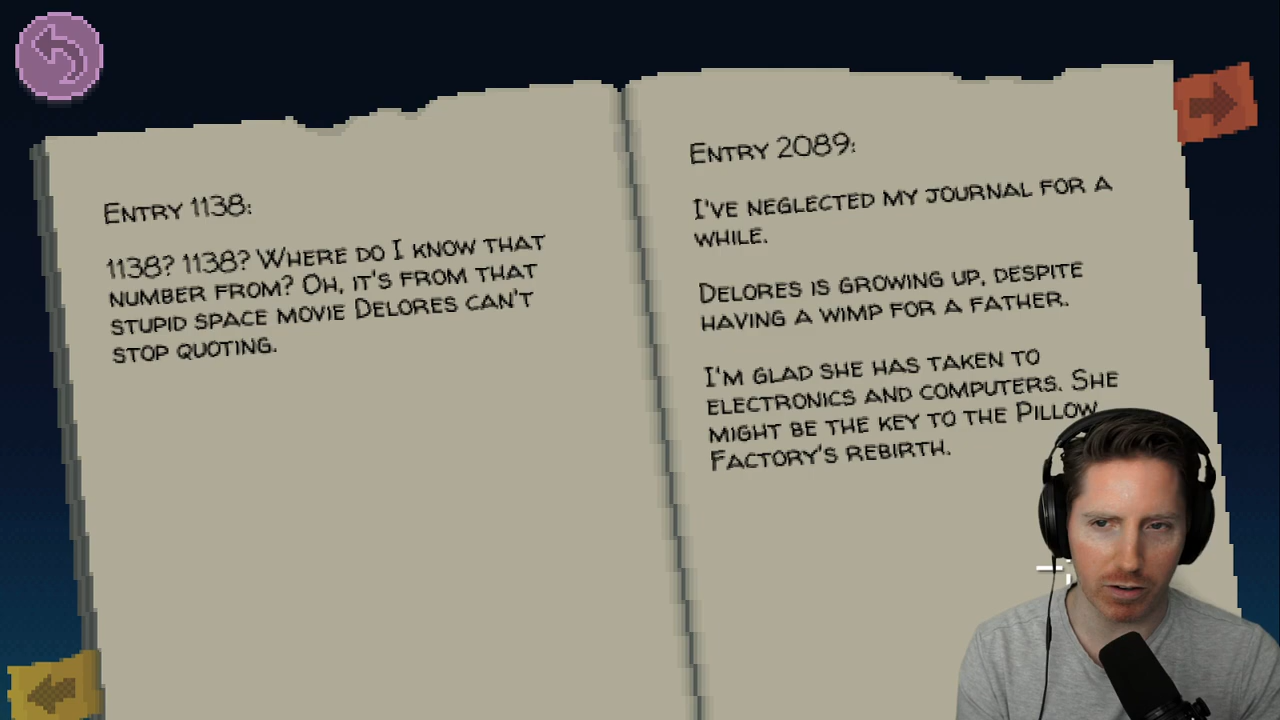 Entry 1138:
1138? 1138? Where do I know that
number from? Oh, it's from that
stupid space movie Delores can't
stop quoting.
Entry 2089:
I've neglected my journal for a
while.
Delores is growing up, despite
having a wimp for a father.
I'm glad she has taken to
electronics and computers. She
might be the key to the Pillow
Factory's rebirth.